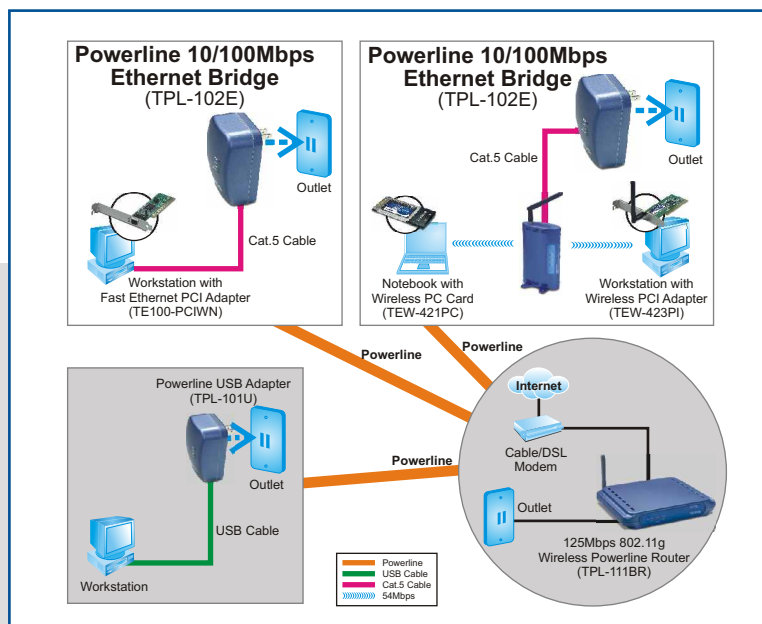 Powerline 10/100Mbps
Ethernet Bridge
(TPL-102E)
Outlet
Cat.5 Cable
Workstation with
Fast Ethernet PCI Adapter
(TE100-PCIWN)
Powerline 10/100Mbps
Ethernet Bridge
(TPL-102E)
Cat.5 Cable
Outlet
Notebook with
Wireless PC Card
(TEW-421PC)
Workstation with
Wireless PCI Adapter
(TEW-423PI)
Powerline
Powerline
Powerline USB Adapter
(TPL-101U)
Outlet
USB Cable
Workstation
Powerline
Internet
Cable/DSL
Modem
Outlet
125Mbps 802.11g
Wireless Powerline Router
(TPL-111BR)
Powerline
USB Cable
Cat.5 Cable
54Mbps